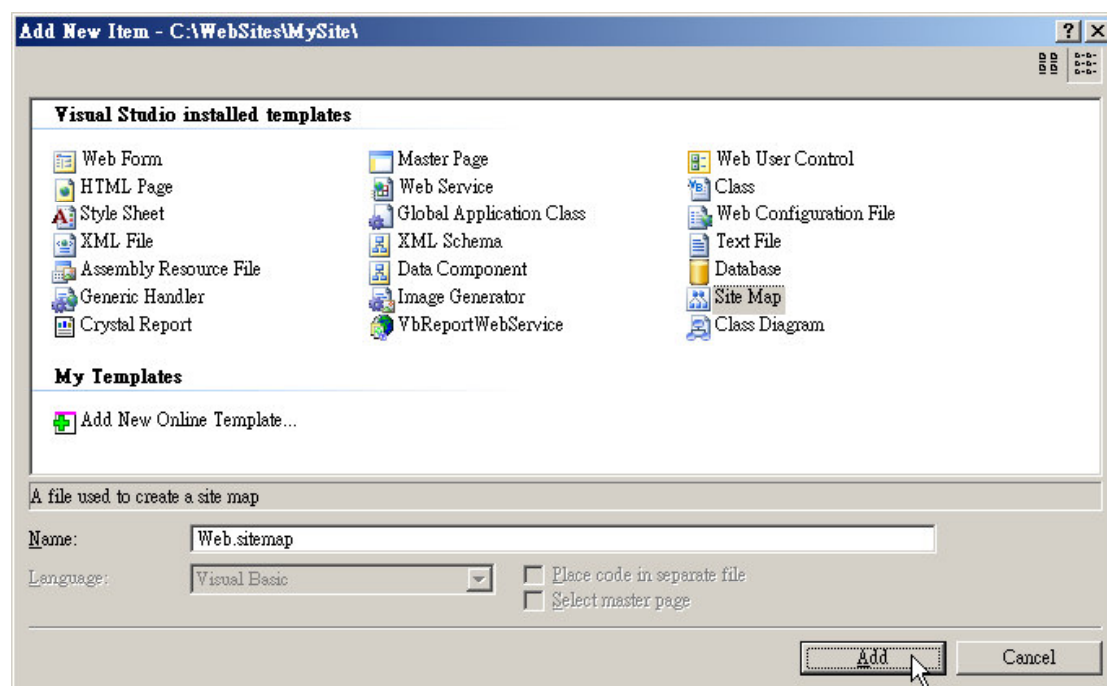 Add New Item - C:\WebSites\MySite\
Visual Studio installed templates
Web Form
Master Page
Web User Control
HTML Page
Web Service
Class
Style Sheet
Global Application Class
Web Configuration File
XML File
XML Schema
Text File
Assembly Resource File
Data Component
Database
Generic Handler
Image Generator
Site Map
Crystal Report
VbReportWebService
Class Diagram
My Templates
Add New Online Template...
A file used to create a site map
Name:
Web.sitemap
Language:
Visual Basic
Place code in separate file
Select master page
Add
Cancel